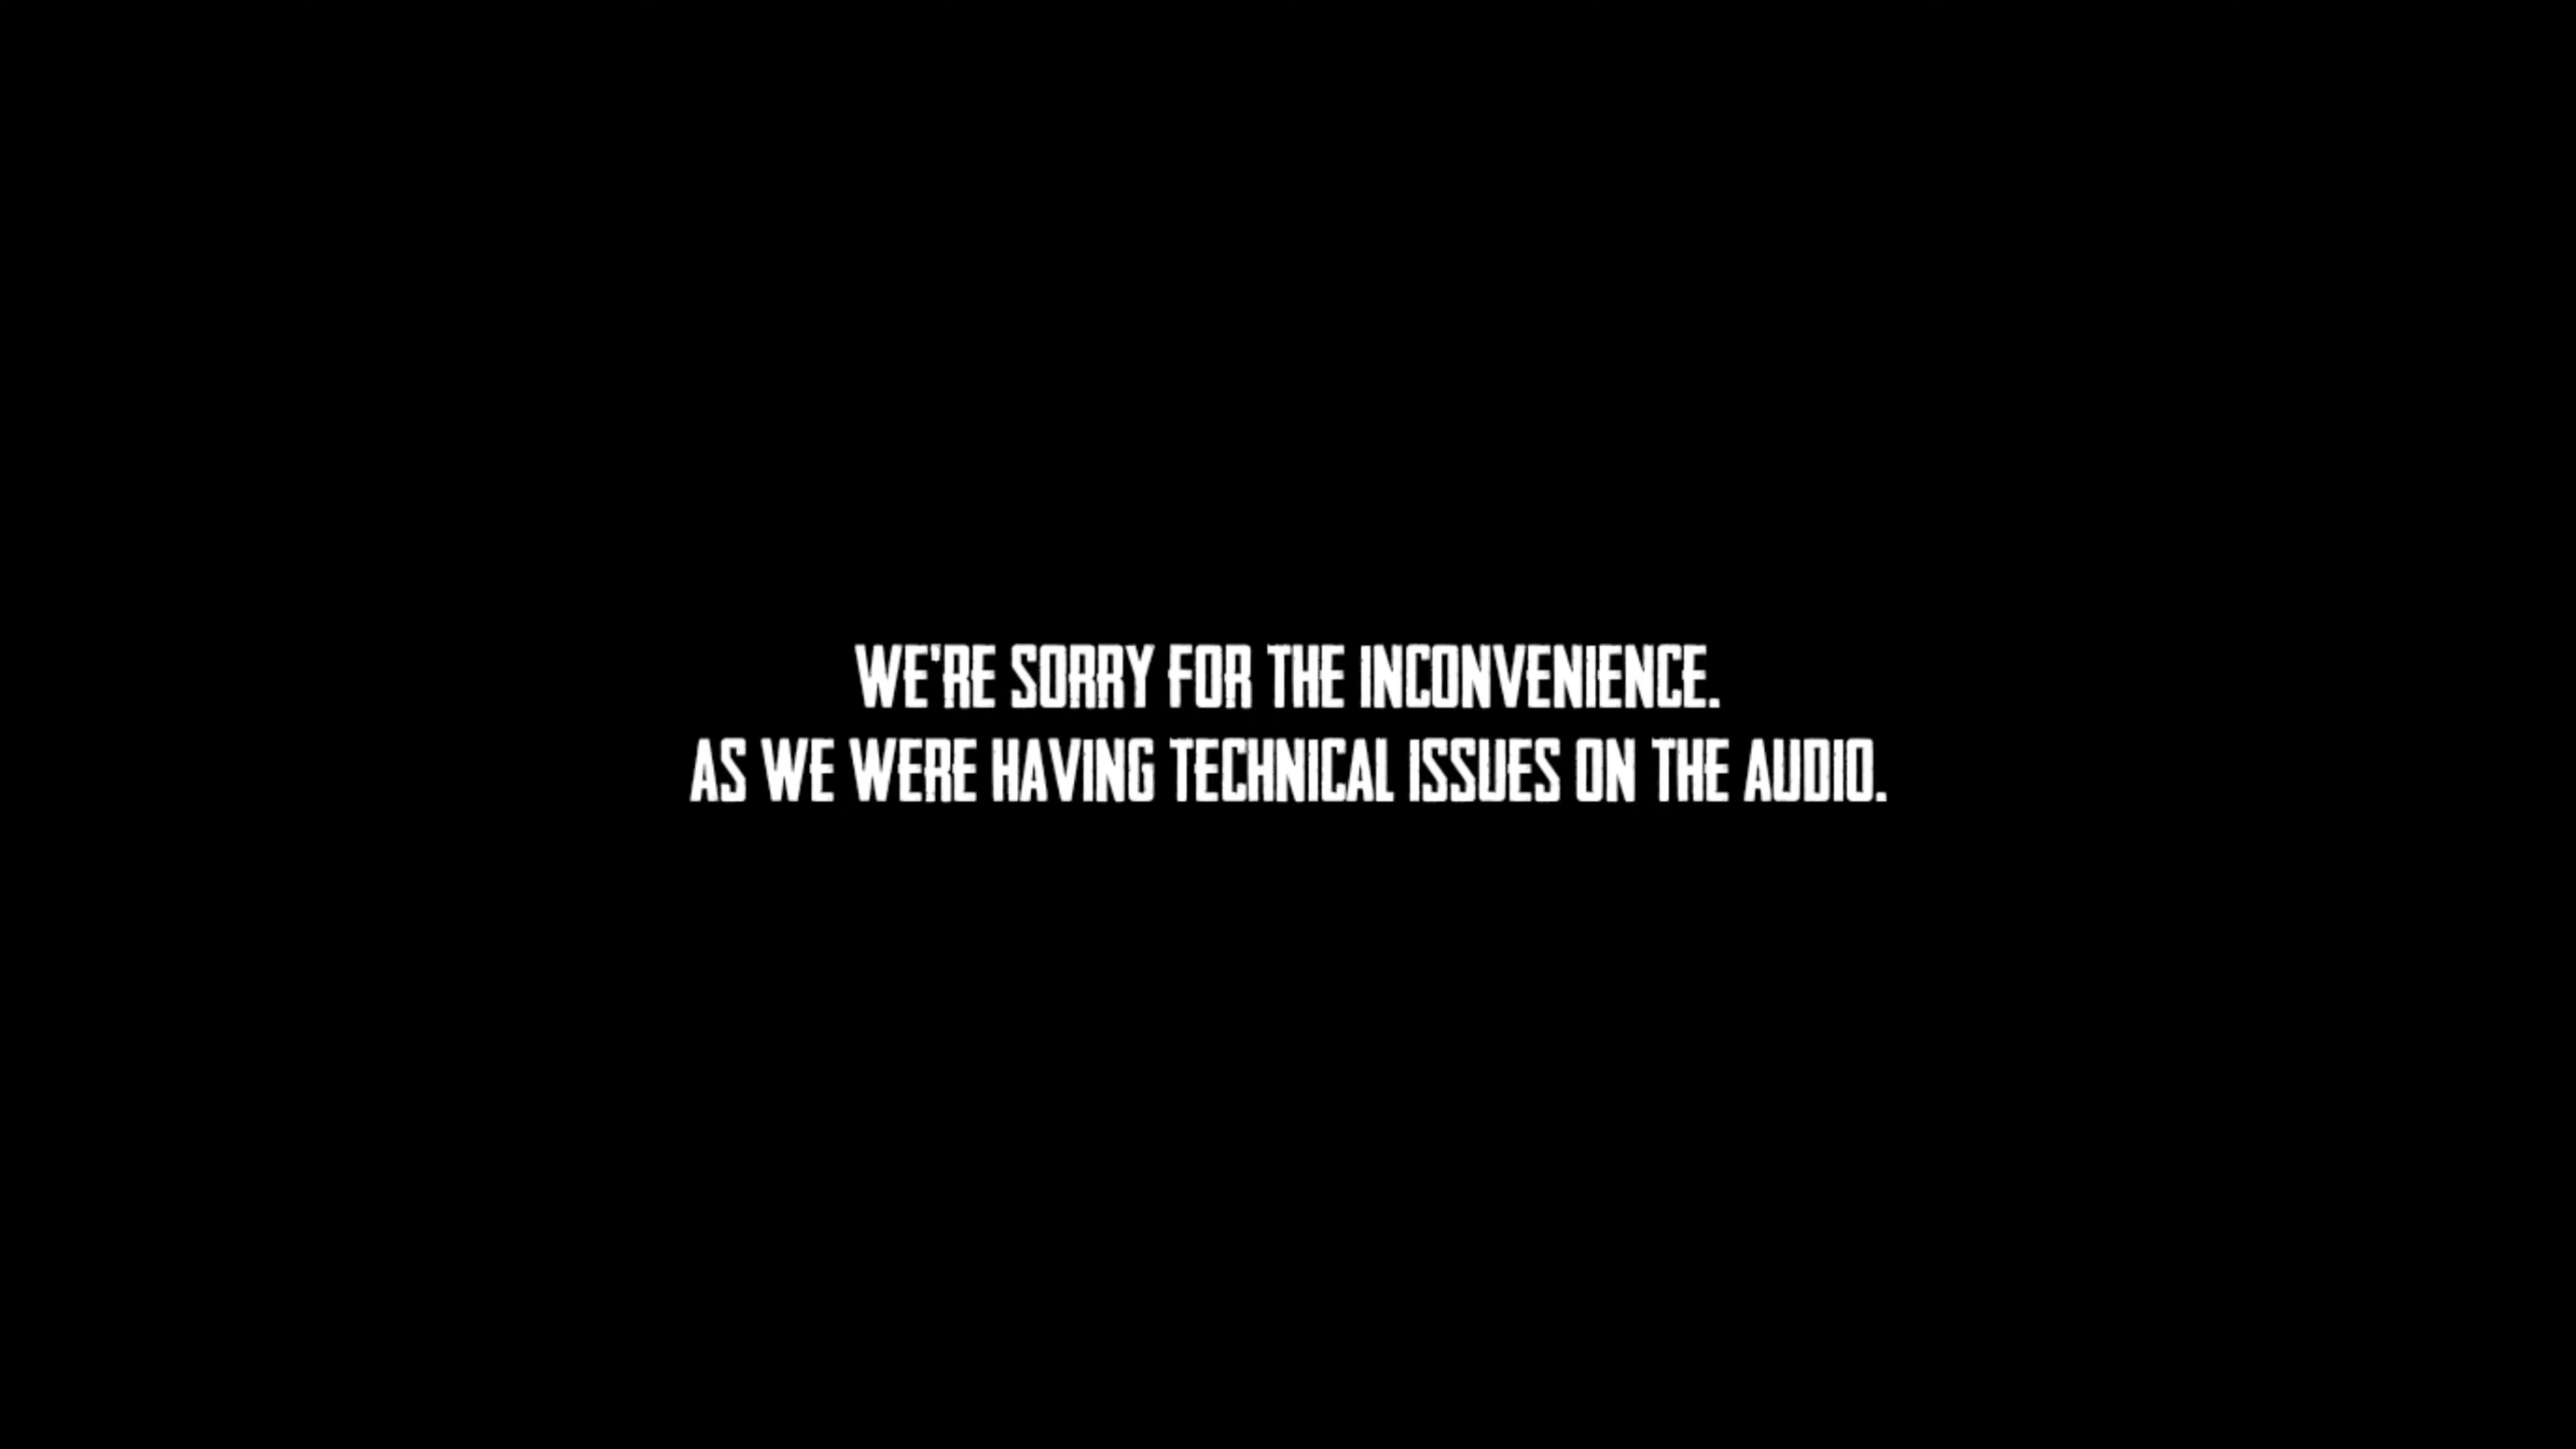 WE'RE SORRY FOR THE INCONVENIENCE.
AS WE WERE HAVING TECHNICAL ISSUES ON THE AUDIO.